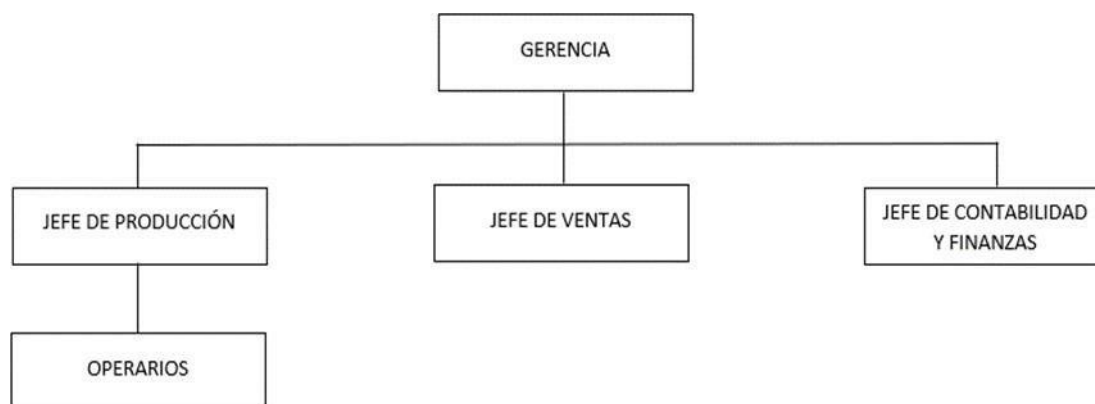 GERENCIA
JEFE DE PRODUCCIÓN
JEFE DE VENTAS
JEFE DE CONTABILIDAD
Y FINANZAS
OPERARIOS